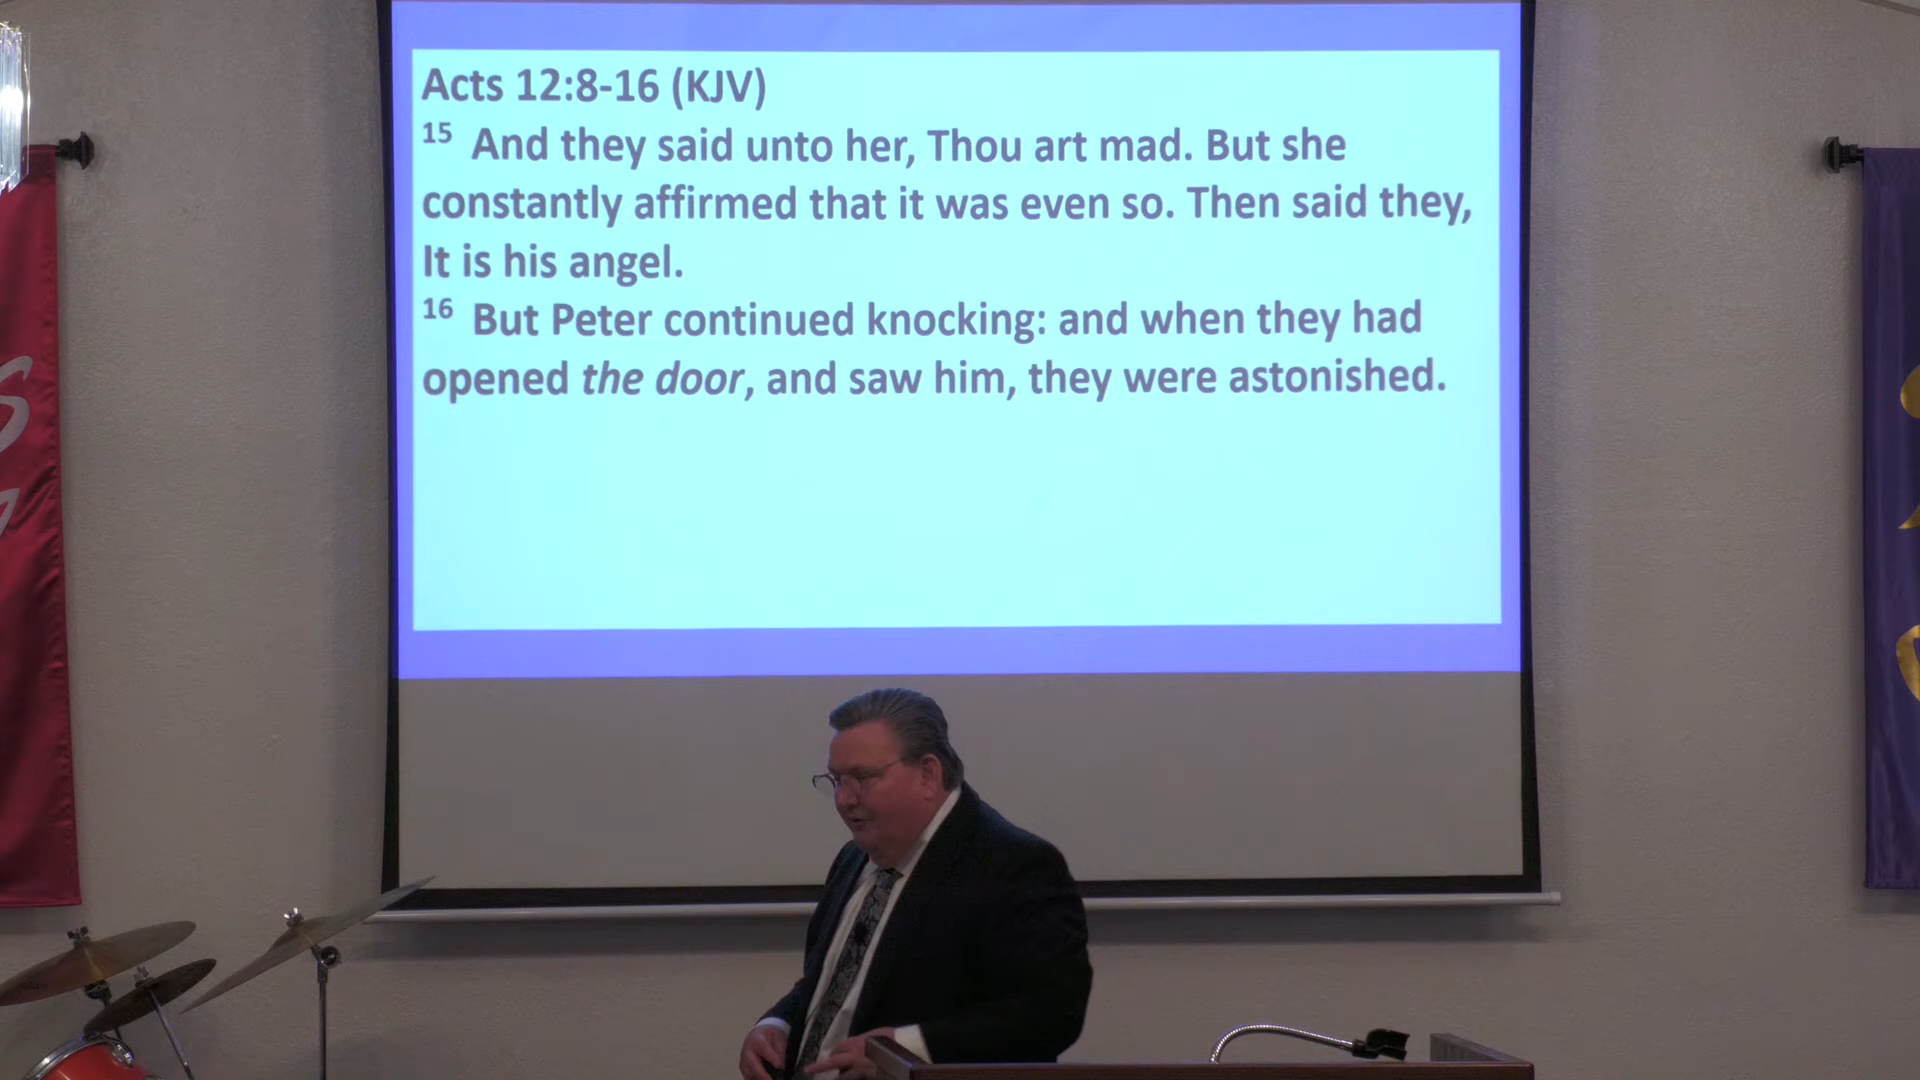 Acts 12:8-16 (KJV)
15 And they said unto her, Thou art mad. But she
constantly affirmed that it was even so. Then said they,
It is his angel.
16 But Peter continued knocking: and when they had
opened the door, and saw him, they were astonished.